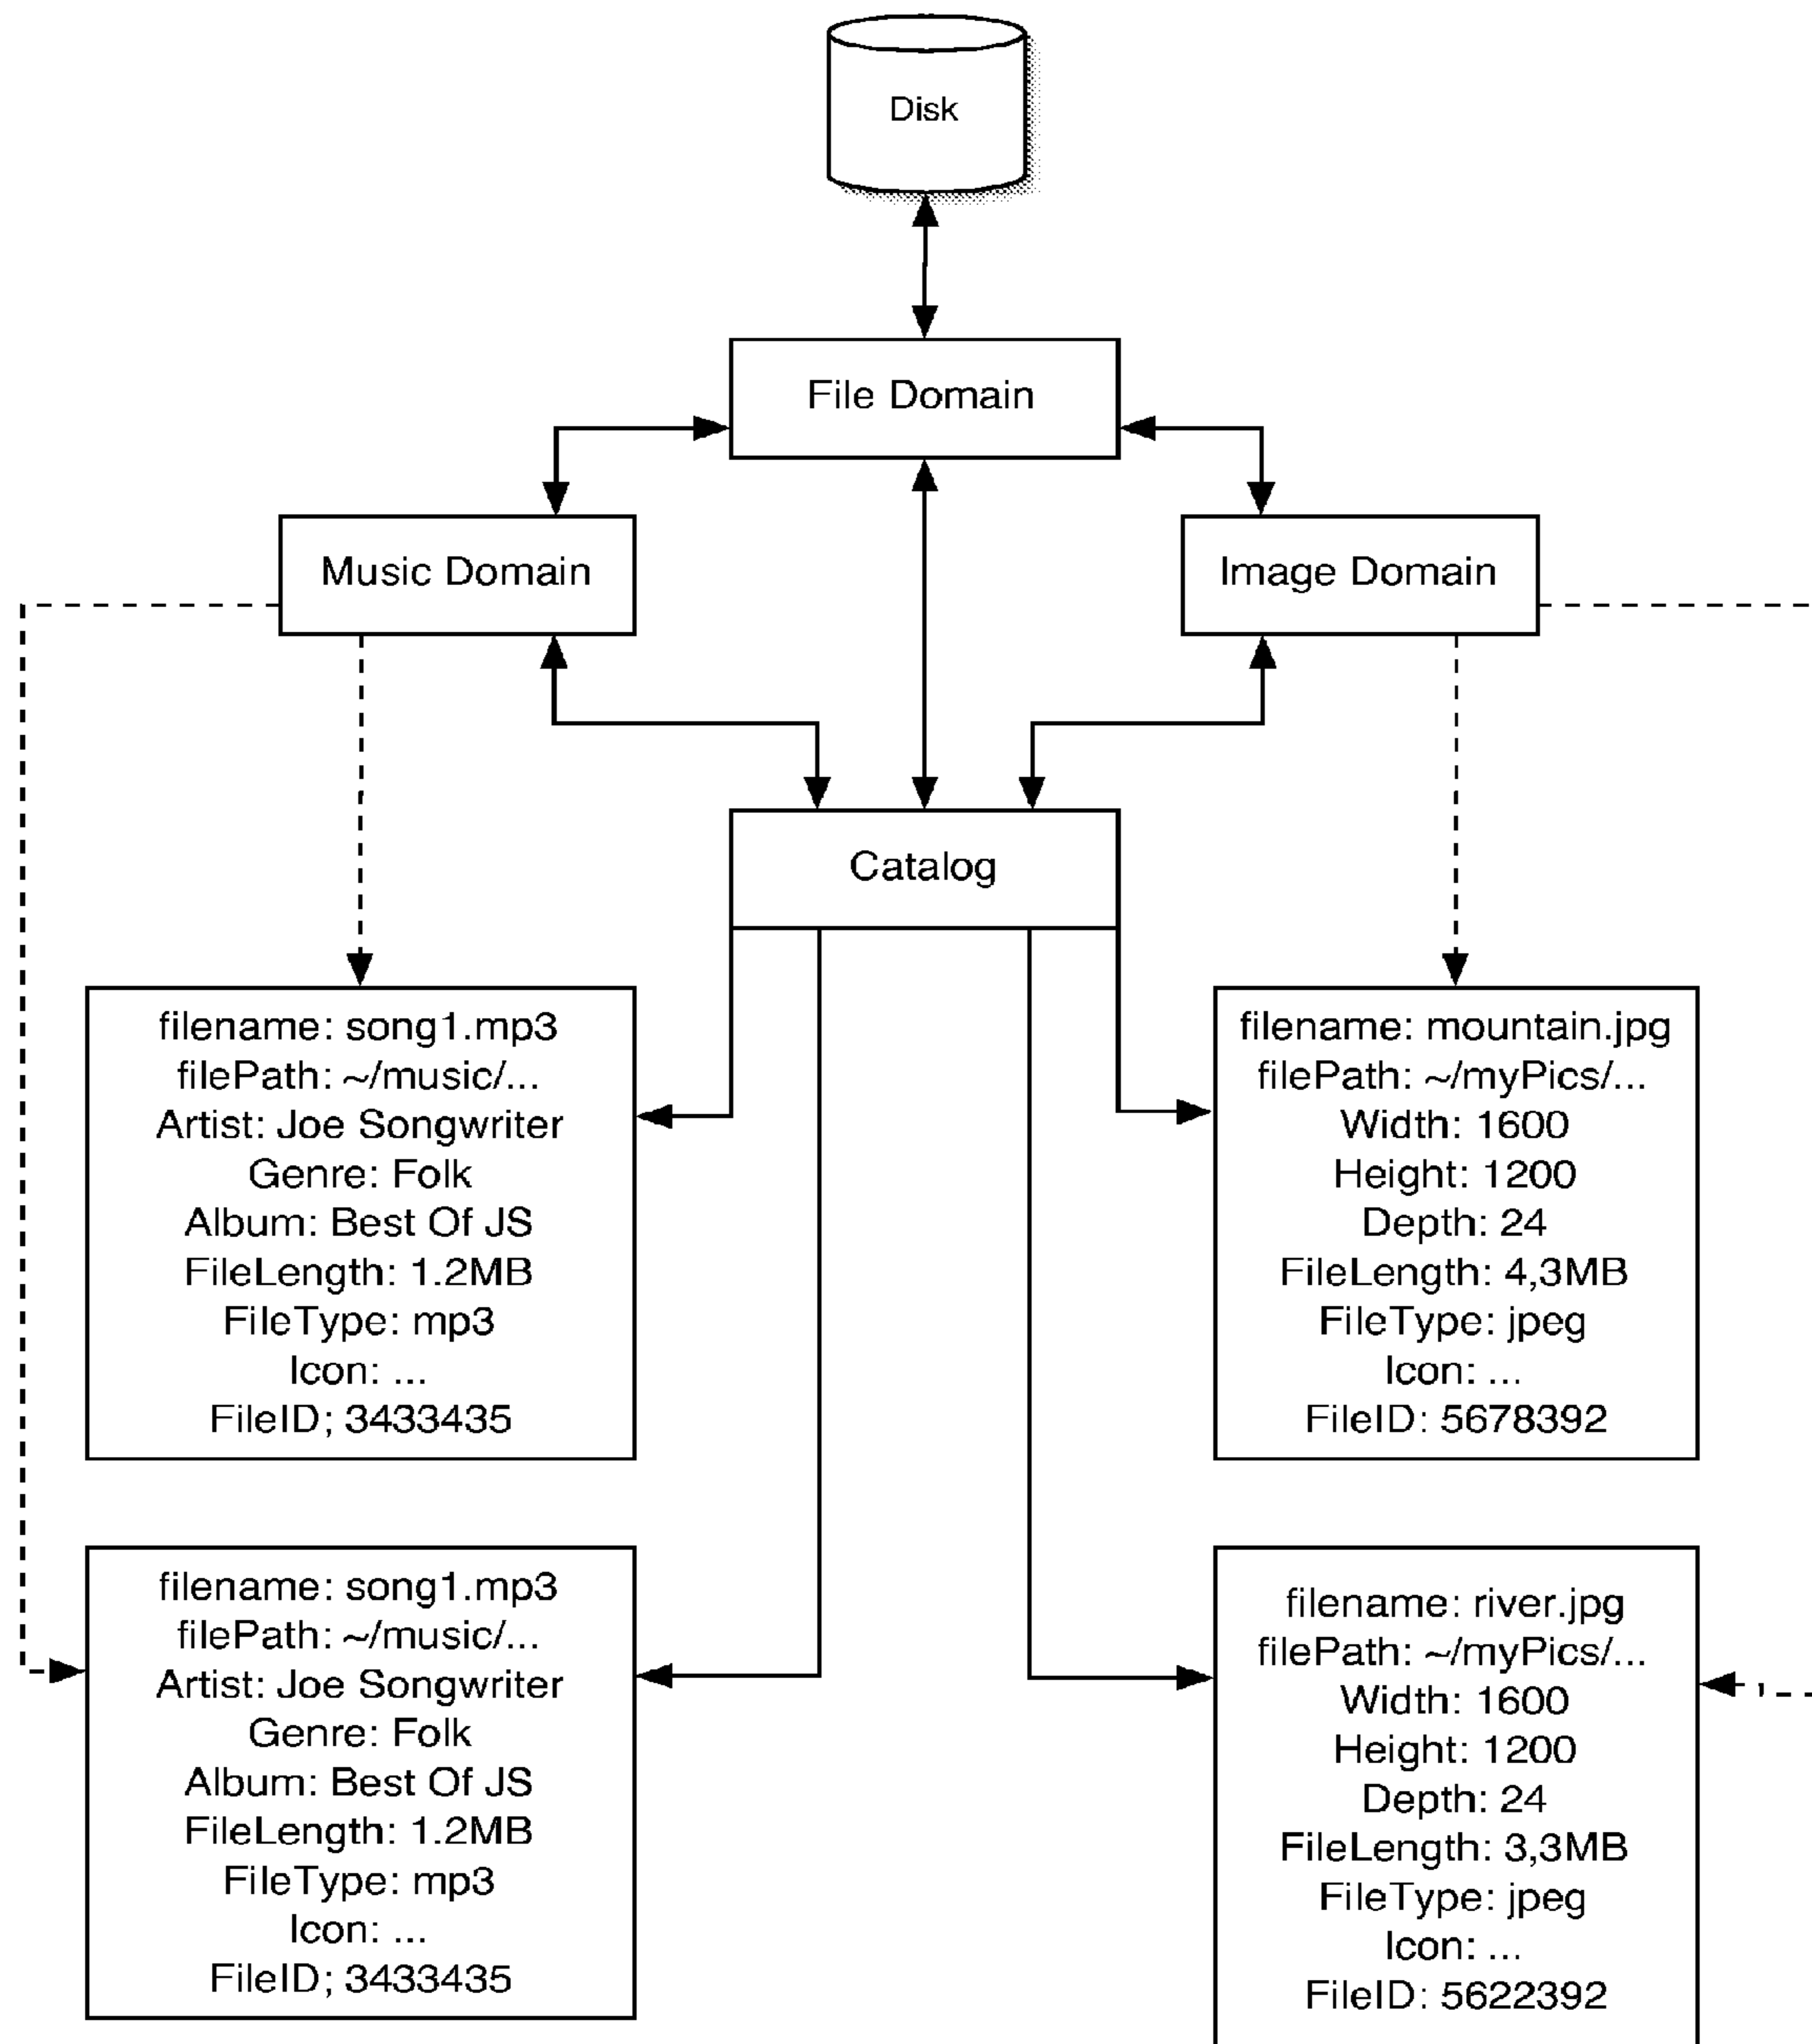 Disk
File Domain
Music Domain
Image Domain
Catalog
filename: song1.mp3
filePath: ~/music/...
Artist: Joe Songwriter
Genre: Folk
Album: Best Of JS
FileLength: 1.2MB
FileType: mp3
Icon: ...
FileID; 3433435
filename: mountain.jpg
filePath: ~/myPics/...
Width: 1600
Height: 1200
Depth: 24
FileLength: 4,3MB
FileType: jpeg
Icon: ...
FileID: 5678392
filename: song1.mp3
filePath: ~/music/...
Artist: Joe Songwriter
Genre: Folk
Album: Best Of JS
FileLength: 1.2MB
FileType: mp3
Icon: ...
FileID; 3433435
filename: river.jpg
filePath: ~/myPics/...
Width: 1600
Height: 1200
Depth: 24
FileLength: 3,3MB
FileType: jpeg
Icon: ...
FileID: 5622392